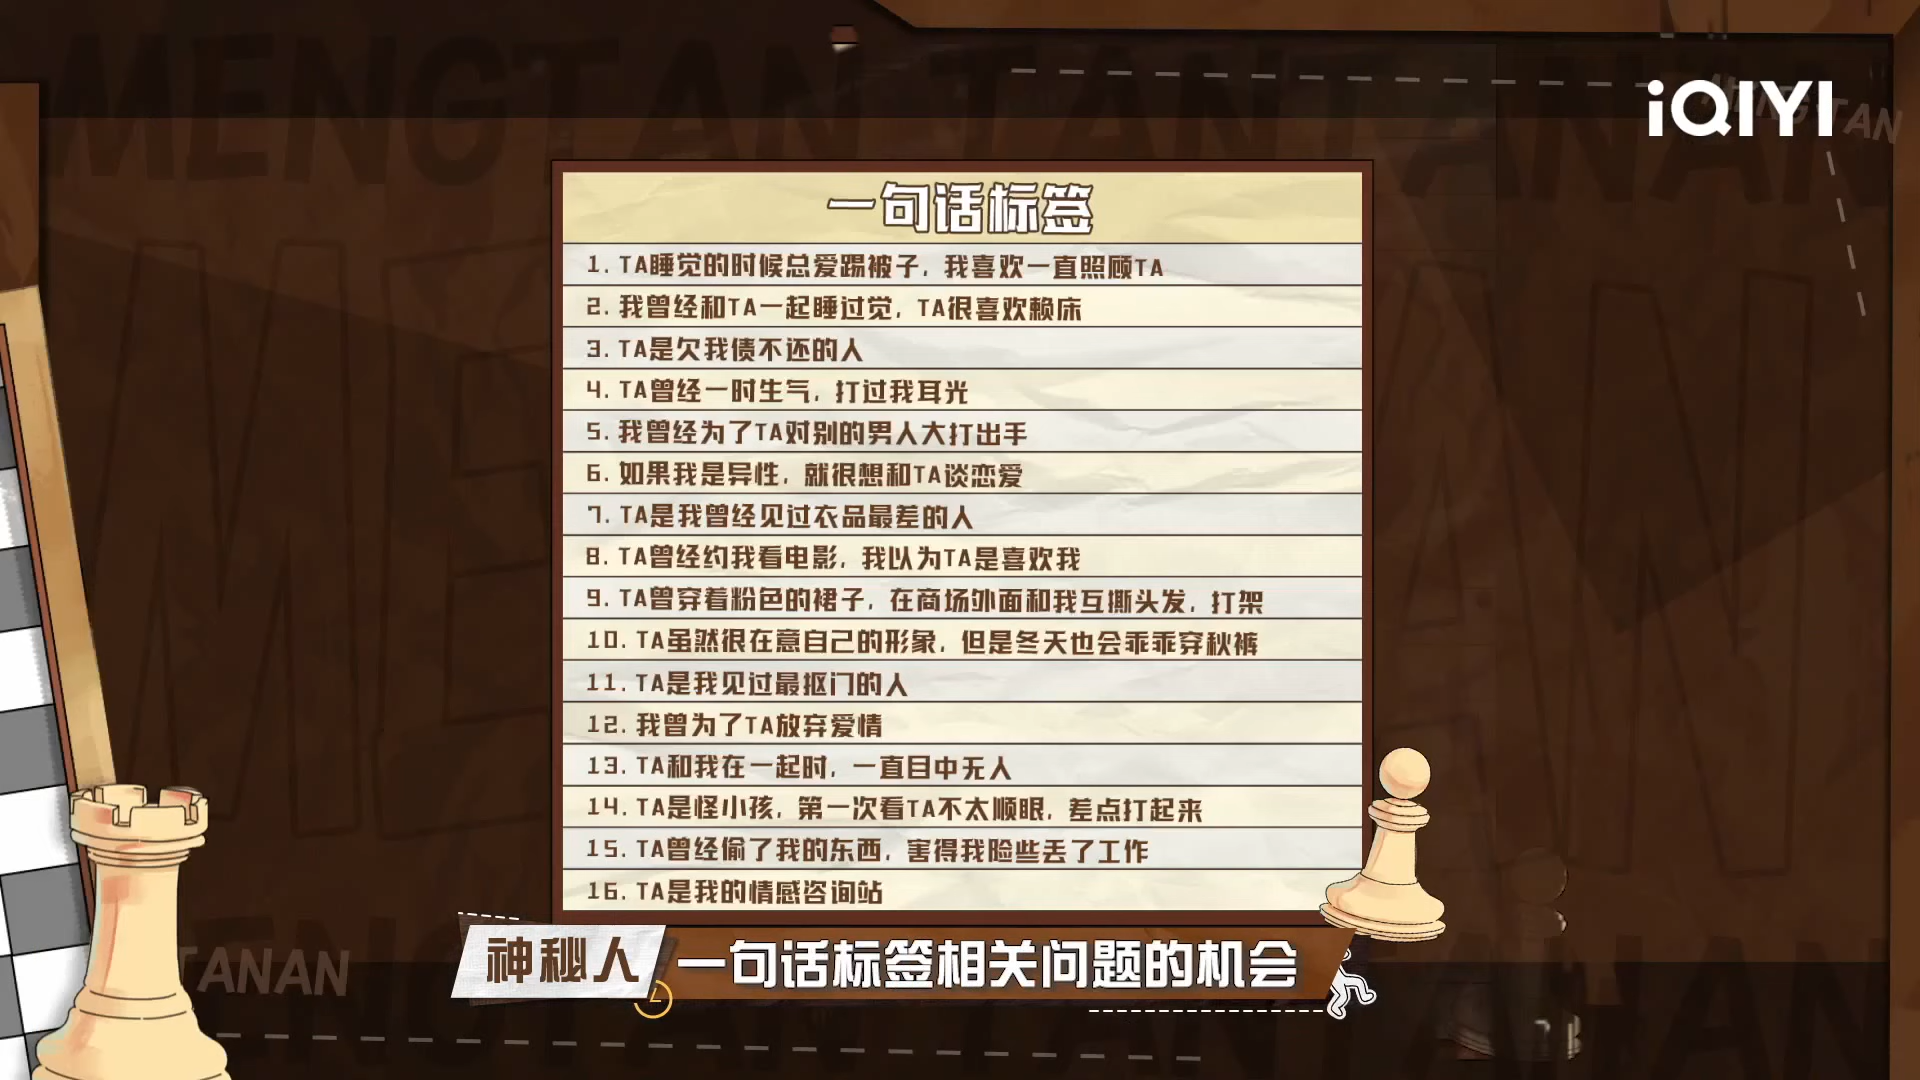 MENGTAN TANTANAN
iQIYI
一句话标签
1. TA睡觉的时候总爱踢被子，我喜欢一直照顾TA
2. 我曾经和TA一起睡过觉，TA很喜欢赖床
3. TA是欠我债不还的人
4. TA曾经一时生气，打过我耳光
5. 我曾经为了TA对别的男人大打出手
6. 如果我是异性，就很想和TA谈恋爱
7. TA是我曾经见过衣品最差的人
8. TA曾经约我看电影，我以为TA是喜欢我
9. TA曾穿着粉色的裙子，在商场外面和我互撕头发，打架
10. TA虽然很在意自己的形象，但是冬天也会乖乖穿秋裤
11. TA是我见过最抠门的人
12. 我曾为了TA放弃爱情
13. TA和我在一起时，一直目中无人
14. TA是怪小孩，第一次看TA不太顺眼，差点打起来
15. TA曾经偷了我的东西，害得我险些丢了工作
16. TA是我的情感咨询站
神秘人 一句话标签相关问题的机会